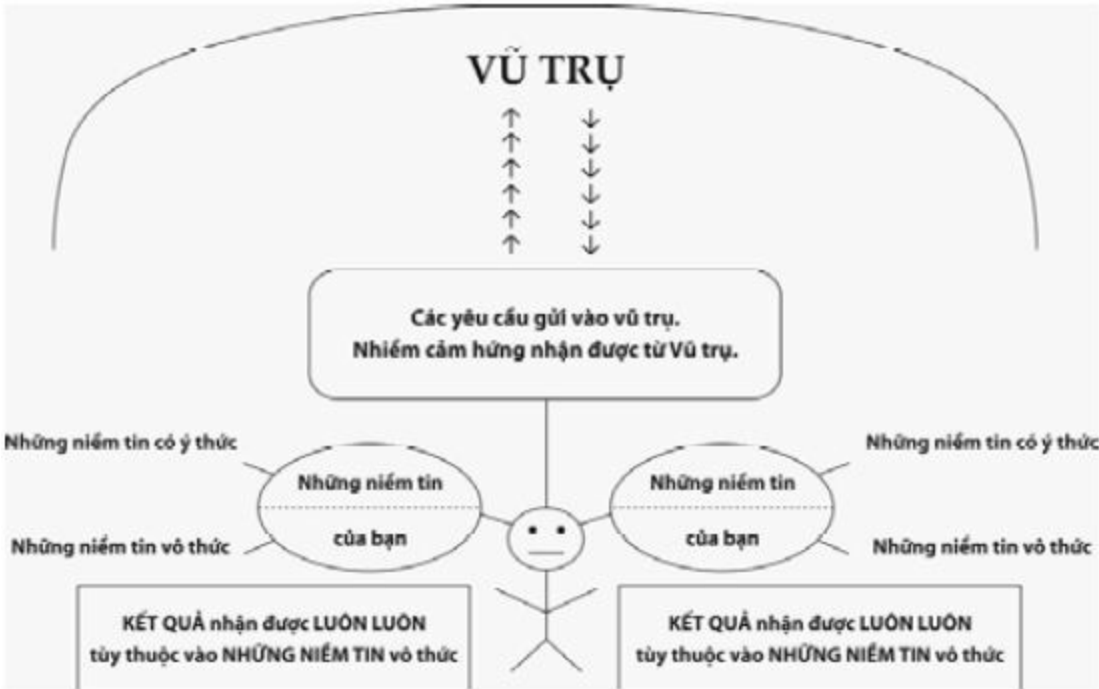 VŨ TRỤ
Các yêu cầu gửi vào vũ trụ.
Nhiềm cảm hứng nhận được từ Vũ trụ.
Những niềm tin có ý thức
Những niềm tin có ý thức
Những niềm tin
của bạn
Những niềm tin
của bạn
Những niềm tin vô thức
Những niềm tin vô thức
KẾT QUẢ nhận được LUÔN LUÔN
tùy thuộc vào NHỮNG NIỀM TIN vô thức
KẾT QUẢ nhận được LUÔN LUÔN
tùy thuộc vào NHỮNG NIỀM TIN vô thức